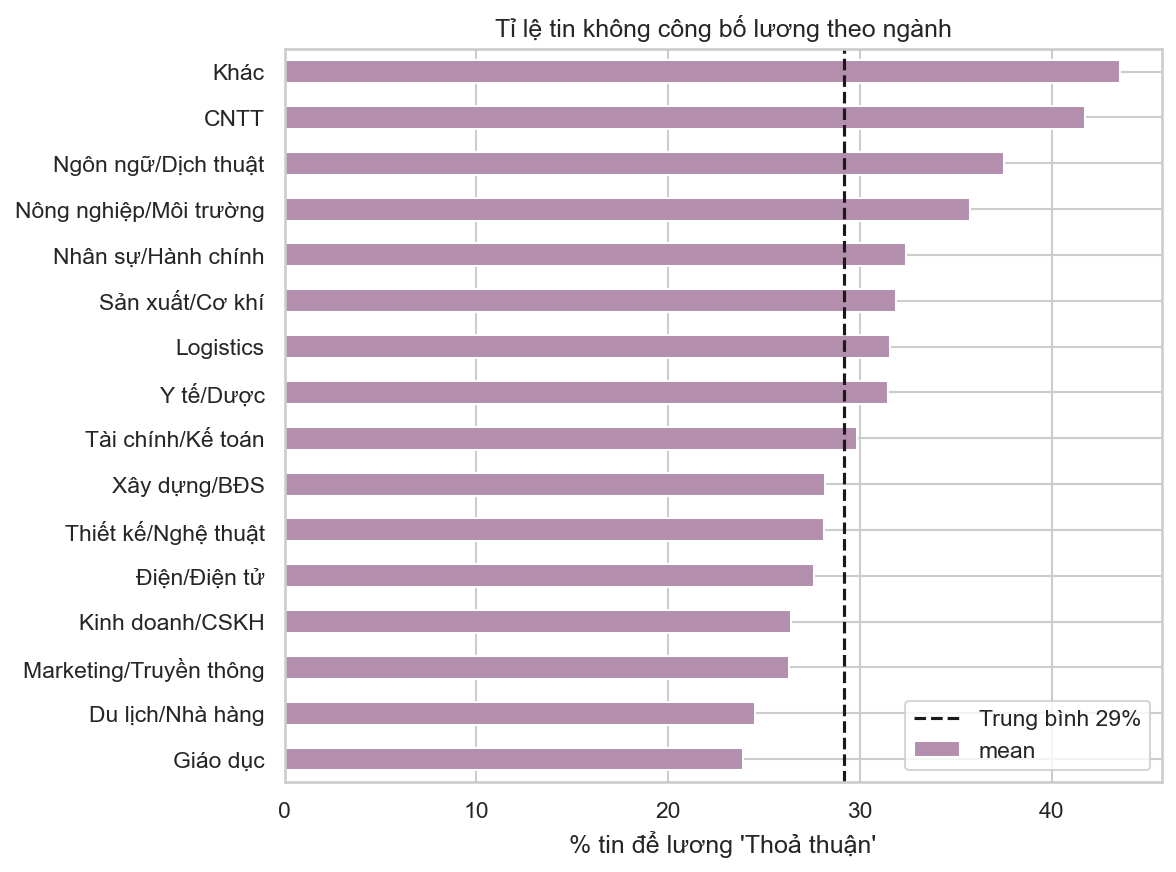 Tỉ lệ tin không công bố lương theo ngành
Khác
CNTT
Ngôn ngữ/Dịch thuật
Nông nghiệp/Môi trường
Nhân sự/Hành chính
Sản xuất/Cơ khí
Logistics
Y tế/Dược
Tài chính/Kế toán
Xây dựng/BĐS
Thiết kế/Nghệ thuật
Điện/Điện tử
Kinh doanh/CSKH
Marketing/Truyền thông
Du lịch/Nhà hàng
Giáo dục
Trung bình 29%
mean
0 10 20 30 40
% tin để lương 'Thoả thuận'